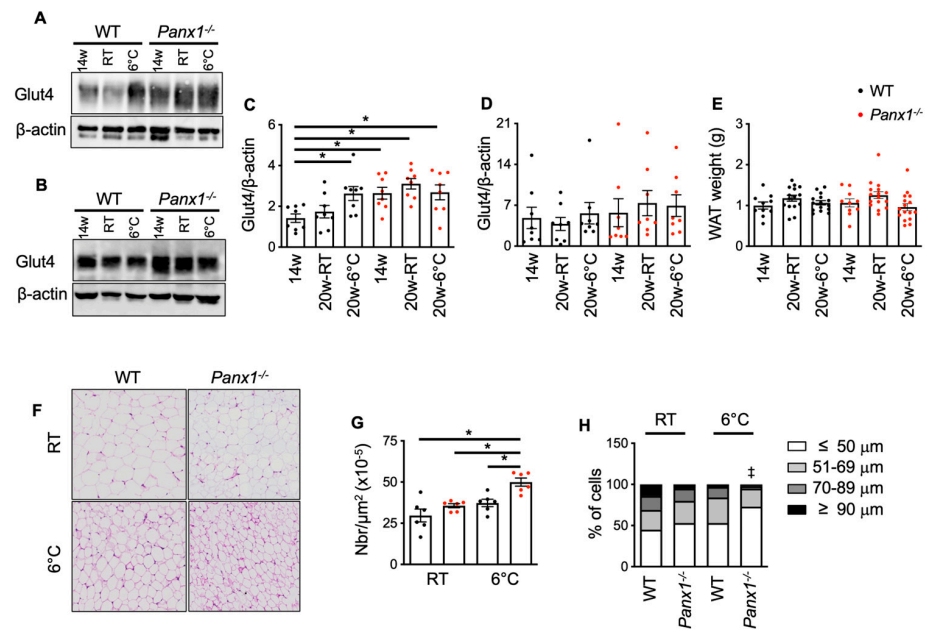 A
WT
Panx1-/-
14w
RT
6°C
14w
RT
6°C
Glut4
β-actin
B
WT
Panx1-/-
14w
RT
6°C
14w
RT
6°C
Glut4
β-actin
C
Glut4/β-actin
6
4
2
0
*
*
*
*
14w
20w-RT
20w-6°C
14w
20w-RT
20w-6°C
D
Glut4/β-actin
21
14
7
0
14w
20w-RT
20w-6°C
14w
20w-RT
20w-6°C
E
WT
Panx1-/-
WAT weight (g)
3
2
1
0
14w
20w-RT
20w-6°C
14w
20w-RT
20w-6°C
F
WT
Panx1-/-
RT
6°C
G
Nbr/µm2 (x10-5)
75
50
25
0
*
*
*
RT
6°C
H
RT
6°C
% of cells
100
50
0
‡
WT
Panx1-/-
WT
Panx1-/-
≤ 50 µm
51-69 µm
70-89 µm
≥ 90 µm